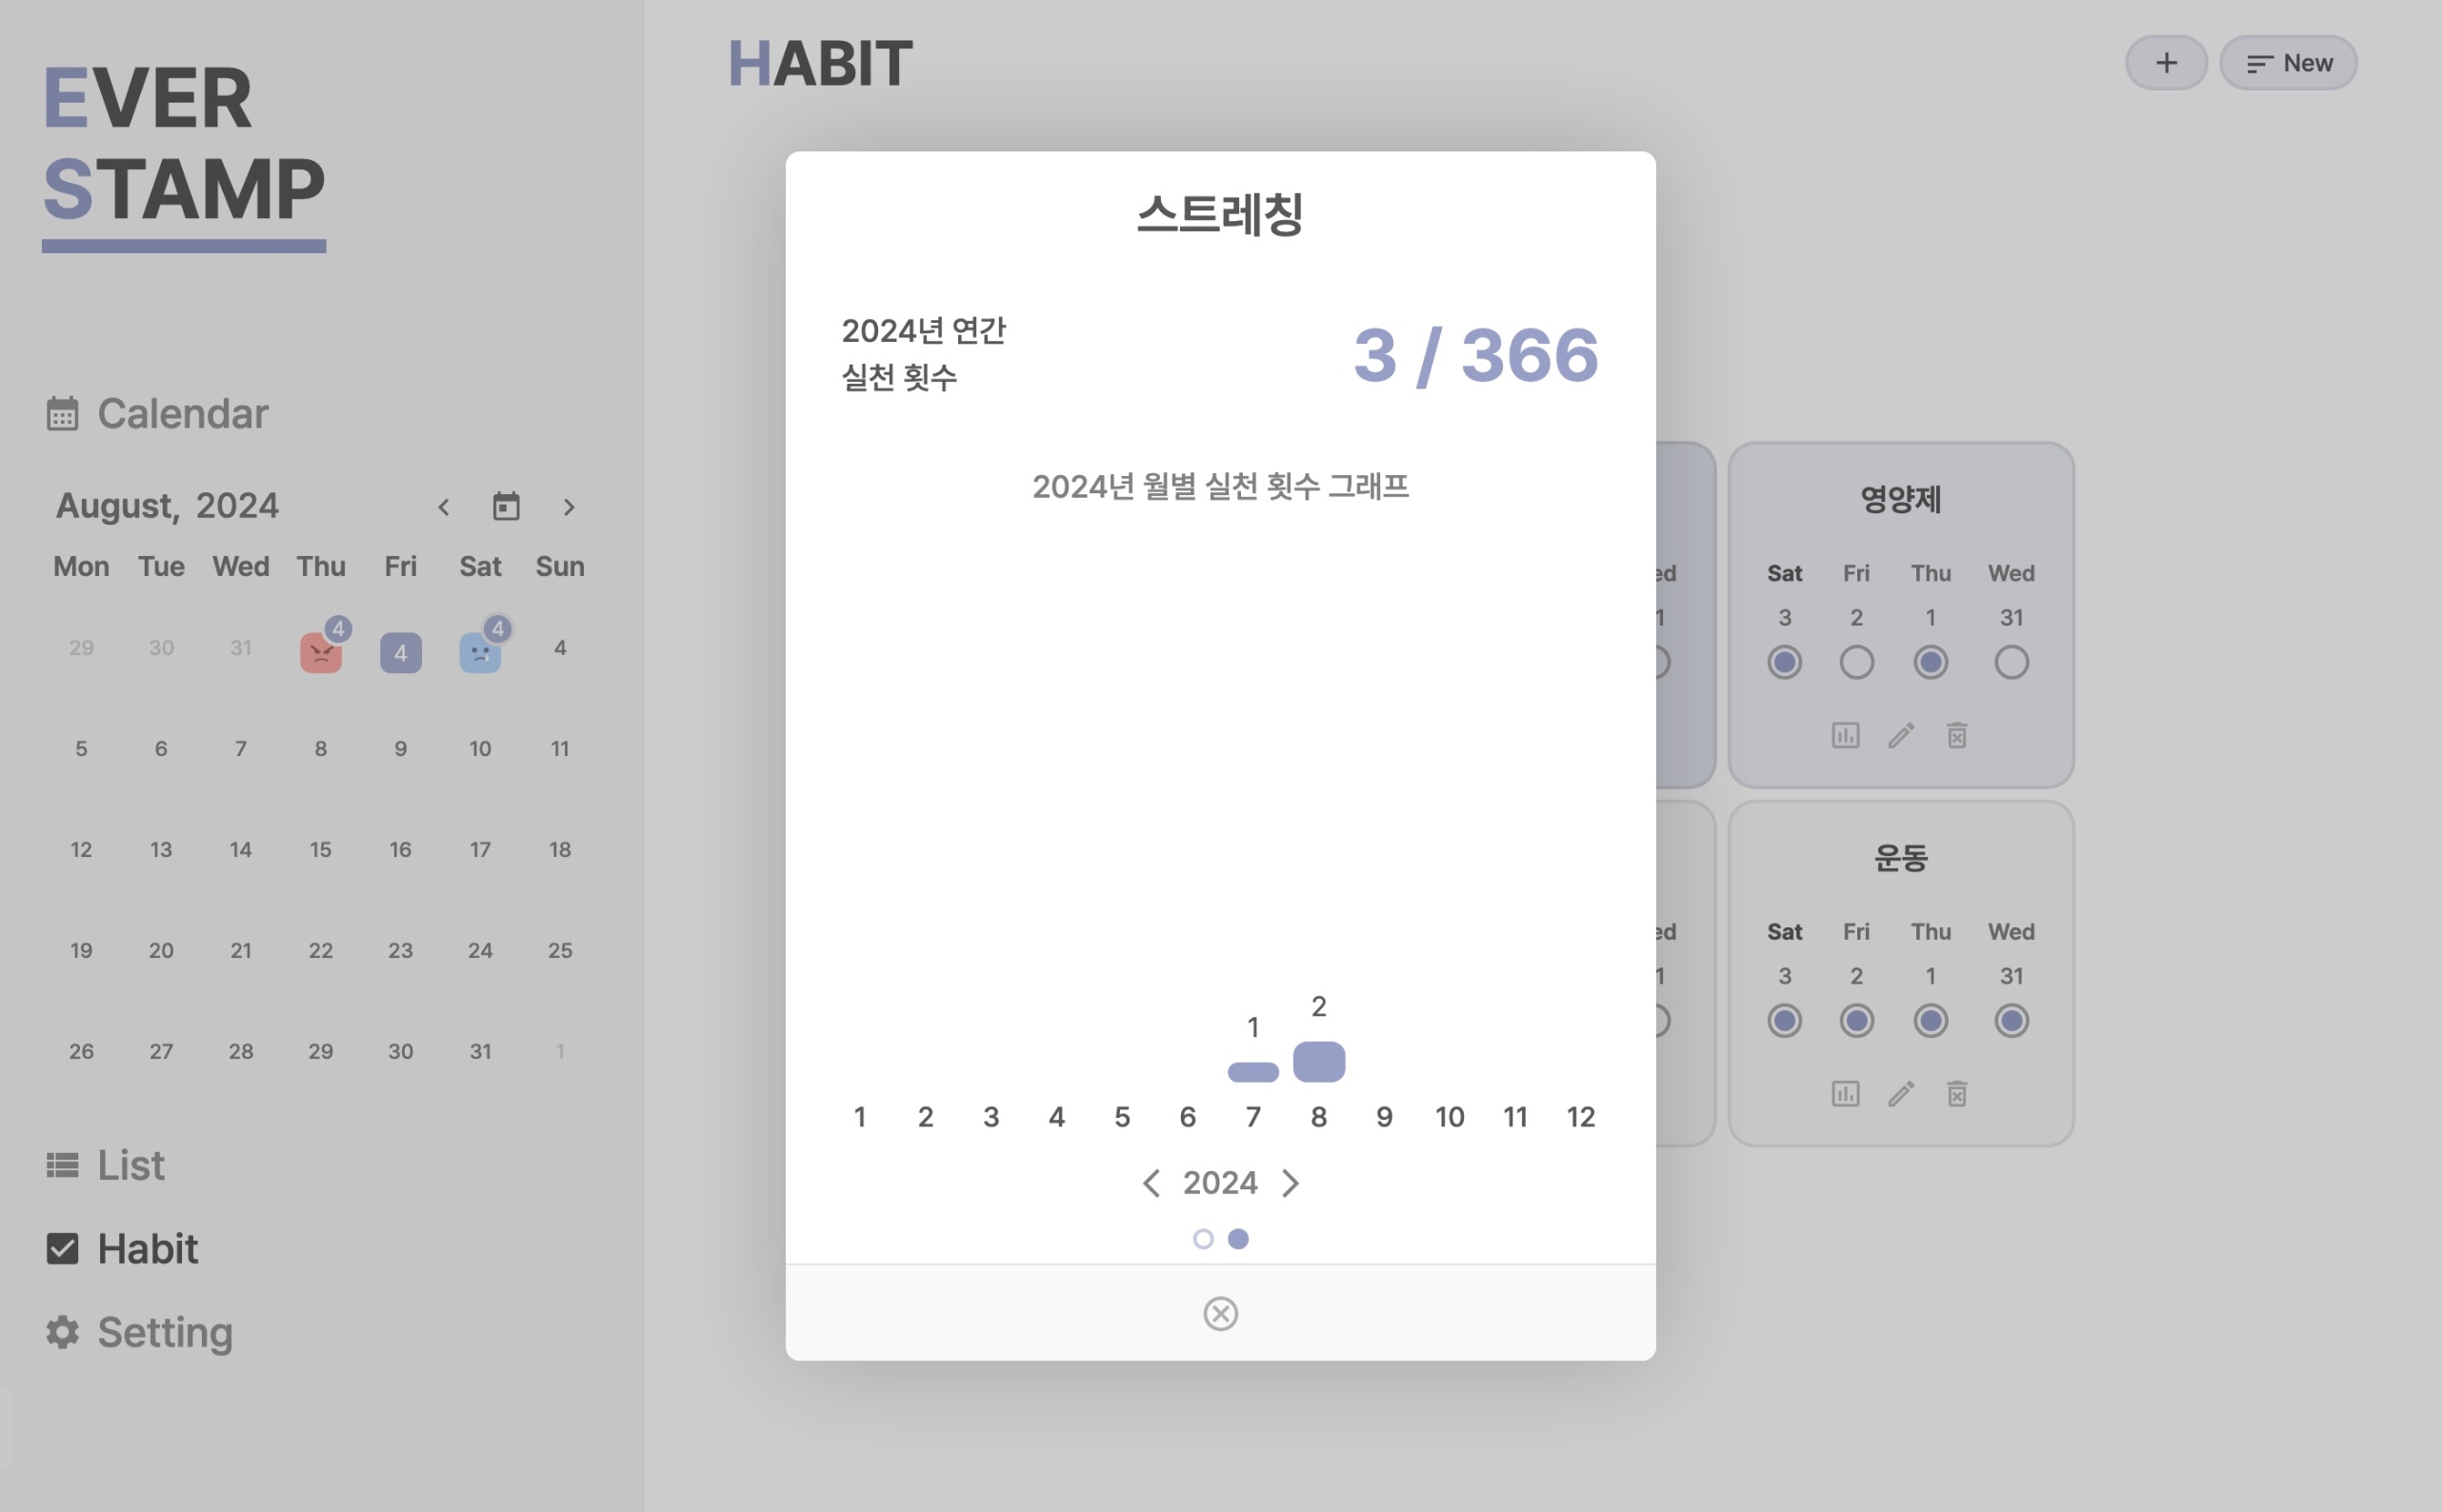 EVER
STAMP
Calendar
August, 2024
Mon Tue Wed Thu Fri Sat Sun
29 30 31 4 4 4 4
5 6 7 8 9 10 11
12 13 14 15 16 17 18
19 20 21 22 23 24 25
26 27 28 29 30 31 1
List
Habit
Setting
HABIT
+ New
스트레칭
2024년 연간
실천 횟수
3 / 366
2024년 월별 실천 횟수 그래프
1 2
1 2 3 4 5 6 7 8 9 10 11 12
2024
영양제
Sat Fri Thu Wed
3 2 1 31
운동
Sat Fri Thu Wed
3 2 1 31